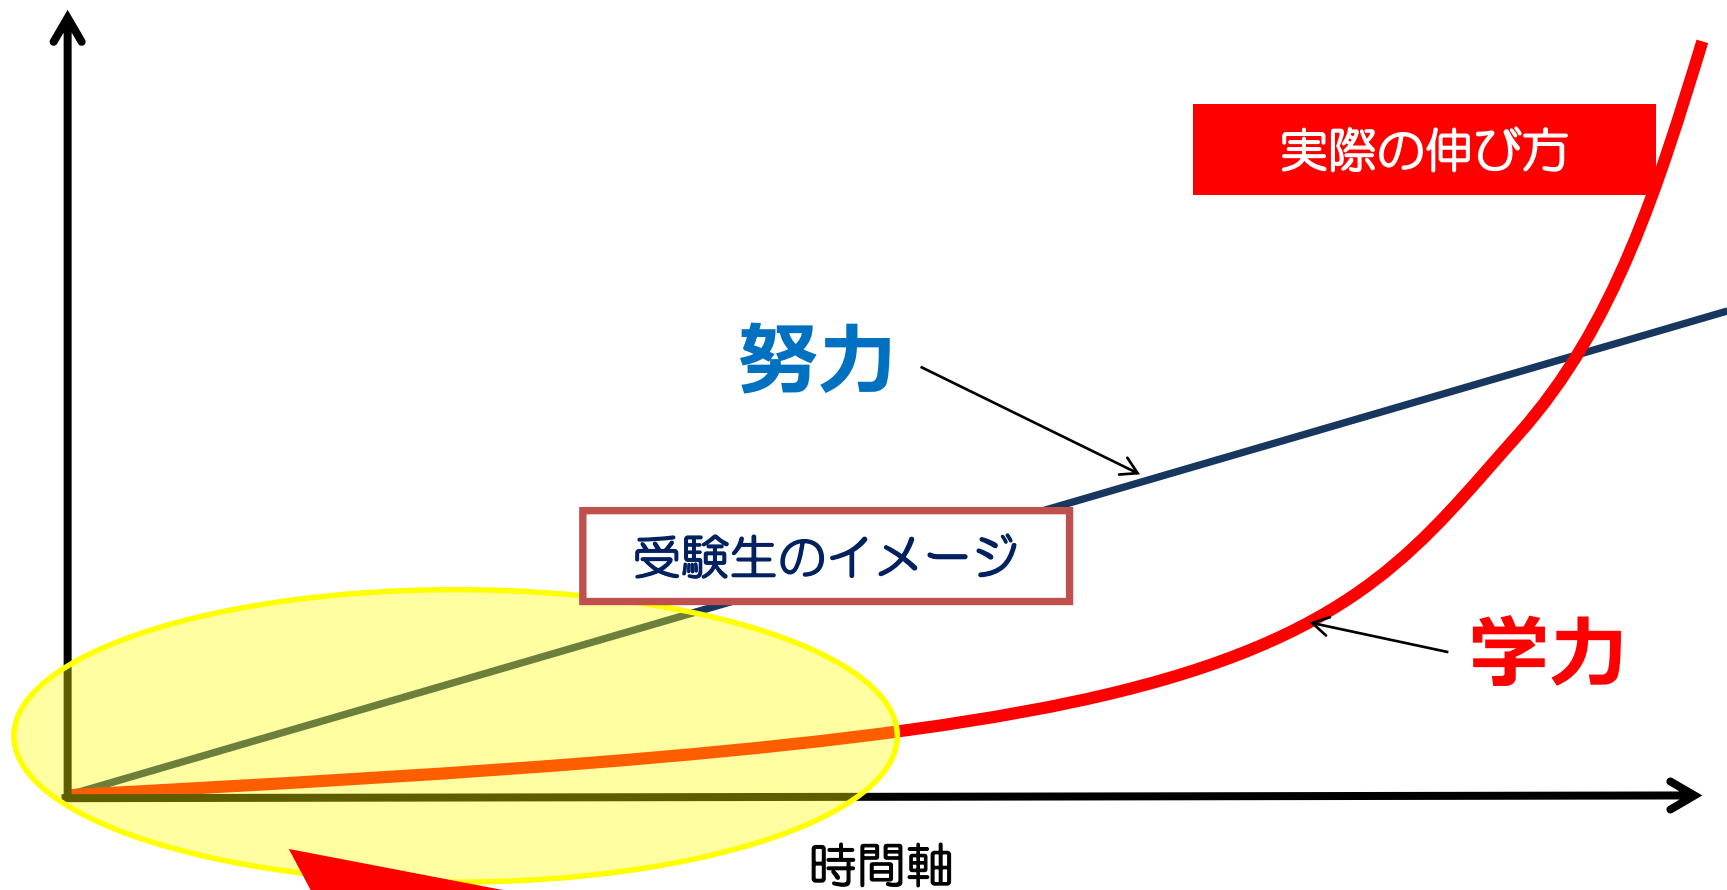 実際の伸び方
努力
受験生のイメージ
学力
時間軸